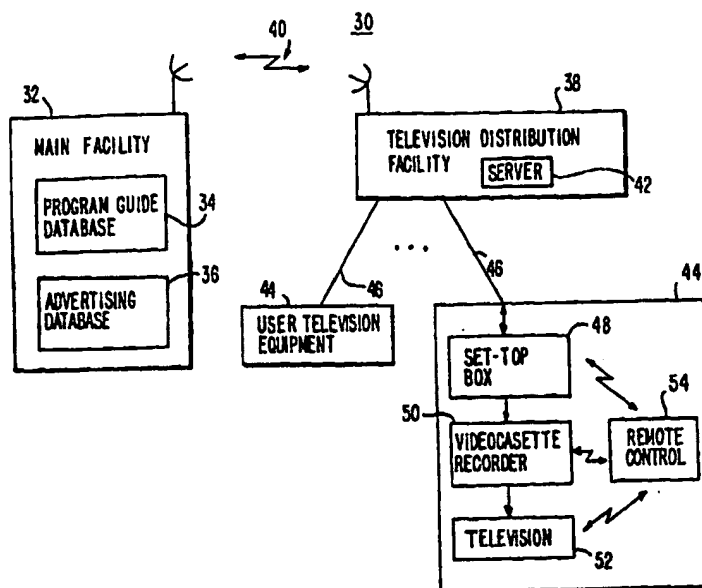 30
40
32
38
MAIN FACILITY
TELEVISION DISTRIBUTION
FACILITY
SERVER
42
PROGRAM GUIDE
DATABASE
34
ADVERTISING
DATABASE
36
...
46
46
44
USER TELEVISION
EQUIPMENT
44
SET-TOP
BOX
48
50
VIDEOCASETTE
RECORDER
54
REMOTE
CONTROL
TELEVISION
52